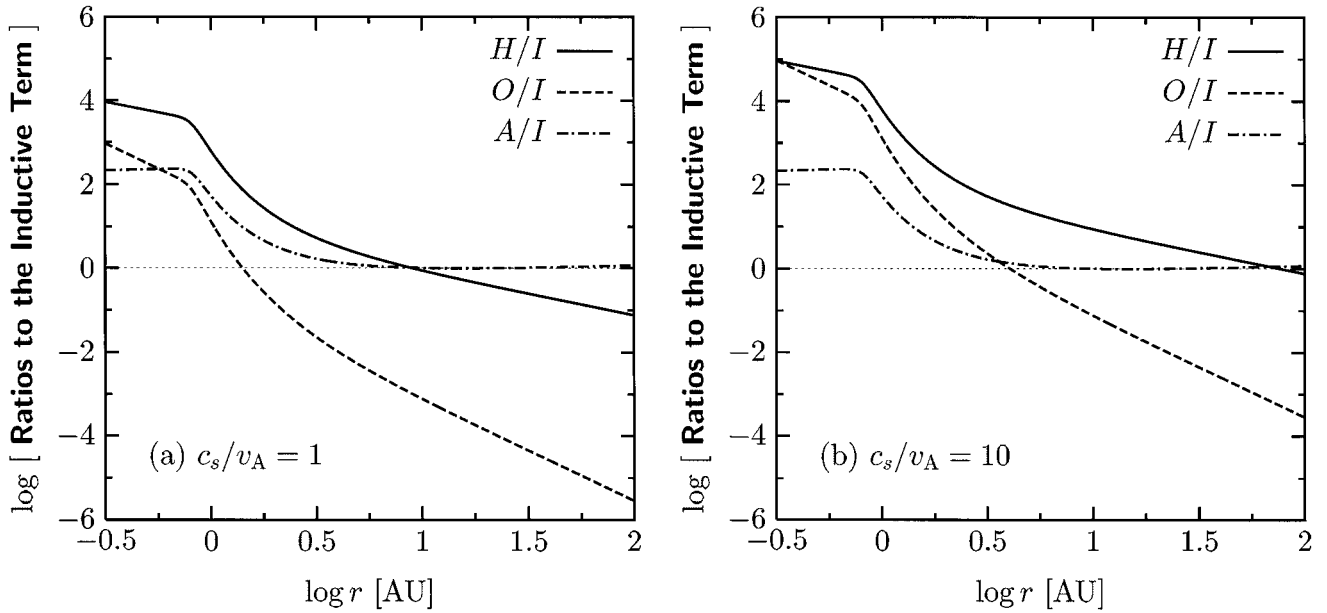 log [ Ratios to the Inductive Term ]
6
4
2
0
−2
−4
−6
H/I
O/I
A/I
(a) c_s/v_A = 1
−0.5 0 0.5 1 1.5 2
log r [AU]
log [ Ratios to the Inductive Term ]
6
4
2
0
−2
−4
−6
H/I
O/I
A/I
(b) c_s/v_A = 10
−0.5 0 0.5 1 1.5 2
log r [AU]